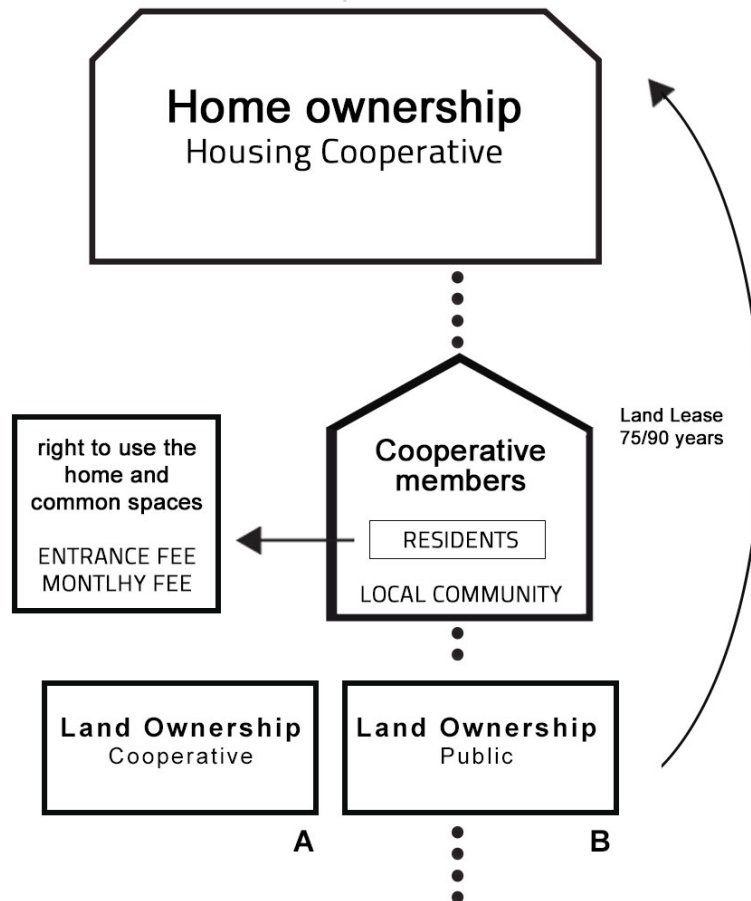 Home ownership
Housing Cooperative
Land Lease
75/90 years
right to use the
home and
common spaces
ENTRANCE FEE
MONTLHY FEE
Cooperative
members
RESIDENTS
LOCAL COMMUNITY
Land Ownership
Cooperative
A
Land Ownership
Public
B